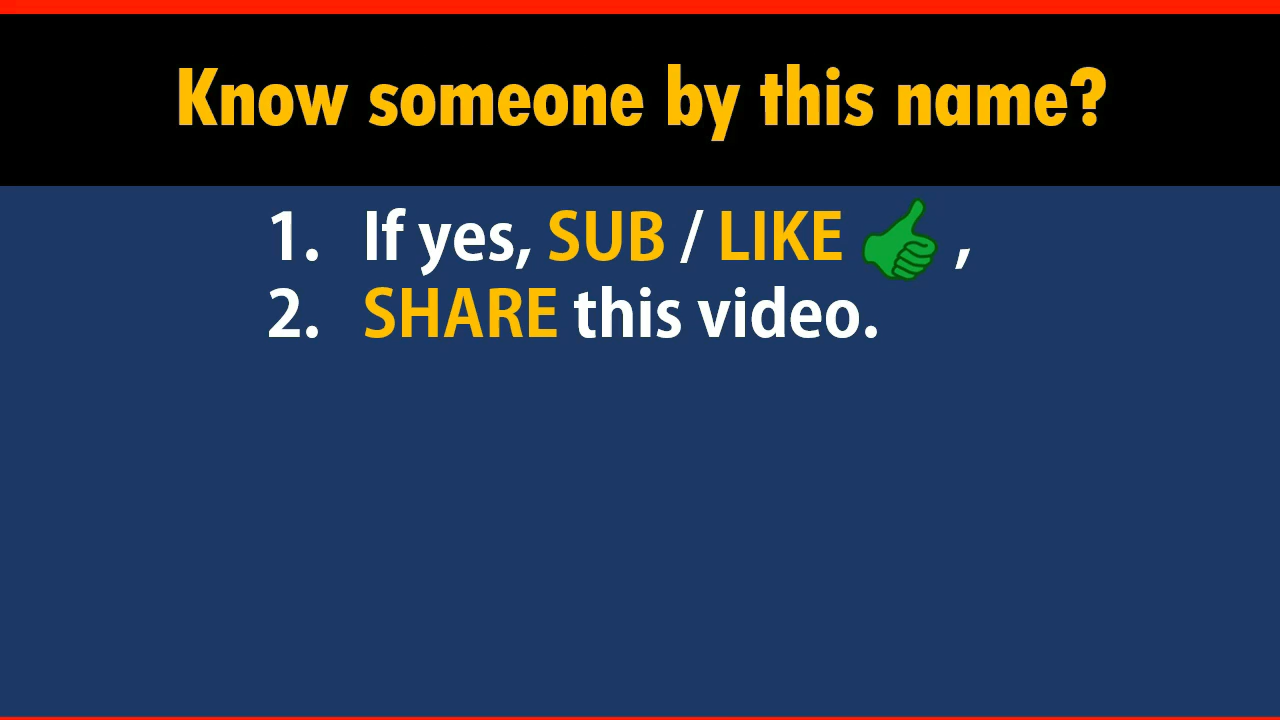 Know someone by this name?
1. If yes, SUB / LIKE ,
2. SHARE this video.